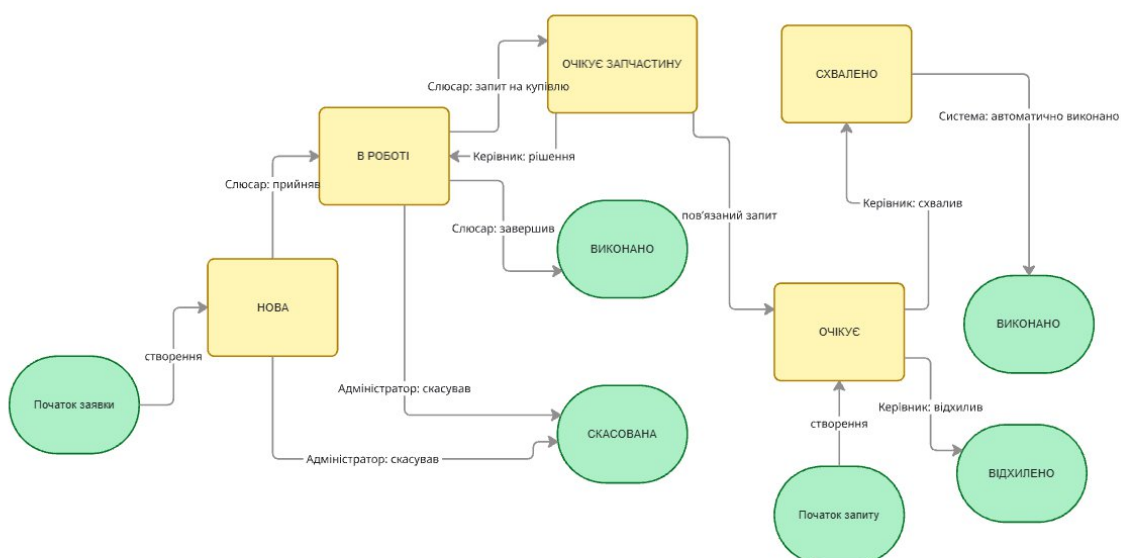 ОЧІКУЄ ЗАПЧАСТИНУ
СХВАЛЕНО
Слюсар: запит на купівлю
Система: автоматично виконано
В РОБОТІ
Керівник: рішення
Слюсар: прийняв
Керівник: схвалив
пов’язаний запит
Слюсар: завершив
ВИКОНАНО
НОВА
ОЧІКУЄ
ВИКОНАНО
створення
Адміністратор: скасував
Початок заявки
Керівник: відхилив
створення
СКАСОВАНА
Адміністратор: скасував
ВІДХИЛЕНО
Початок запиту